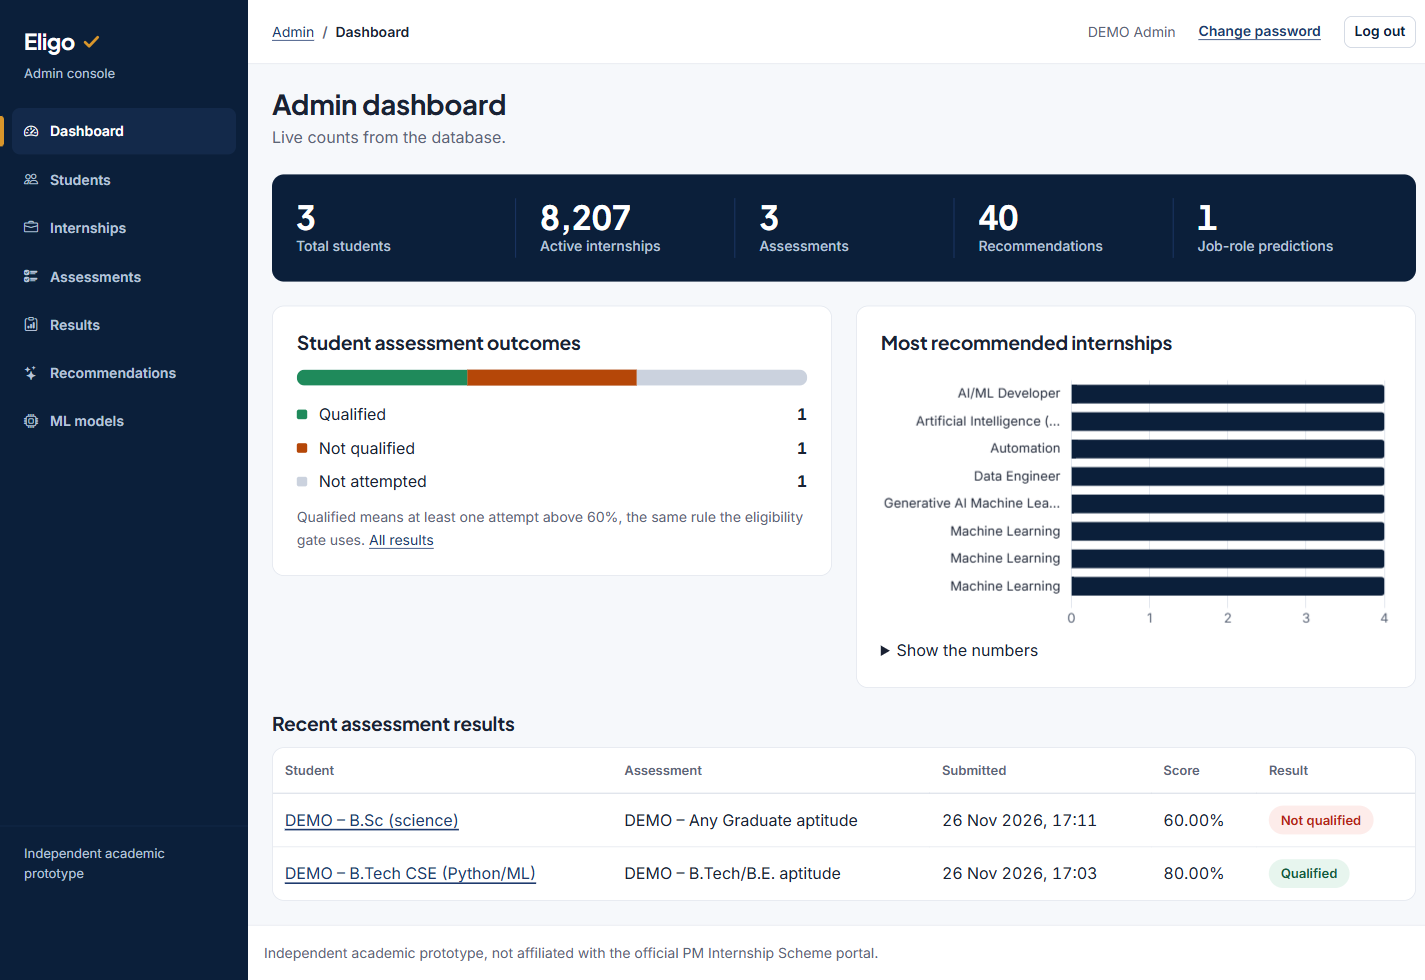 Eligo
Admin console
Dashboard
Students
Internships
Assessments
Results
Recommendations
ML models
Independent academic
prototype
Admin / Dashboard
DEMO Admin
Change password
Log out
Admin dashboard
Live counts from the database.
3
Total students
8,207
Active internships
3
Assessments
40
Recommendations
1
Job-role predictions
Student assessment outcomes
Qualified 1
Not qualified 1
Not attempted 1
Qualified means at least one attempt above 60%, the same rule the eligibility
gate uses. All results
Most recommended internships
AI/ML Developer
Artificial Intelligence (...
Automation
Data Engineer
Generative AI Machine Lea...
Machine Learning
Machine Learning
Machine Learning
0 1 2 3 4
Show the numbers
Recent assessment results
Student Assessment Submitted Score Result
DEMO – B.Sc (science) DEMO – Any Graduate aptitude 26 Nov 2026, 17:11 60.00% Not qualified
DEMO – B.Tech CSE (Python/ML) DEMO – B.Tech/B.E. aptitude 26 Nov 2026, 17:03 80.00% Qualified
Independent academic prototype, not affiliated with the official PM Internship Scheme portal.